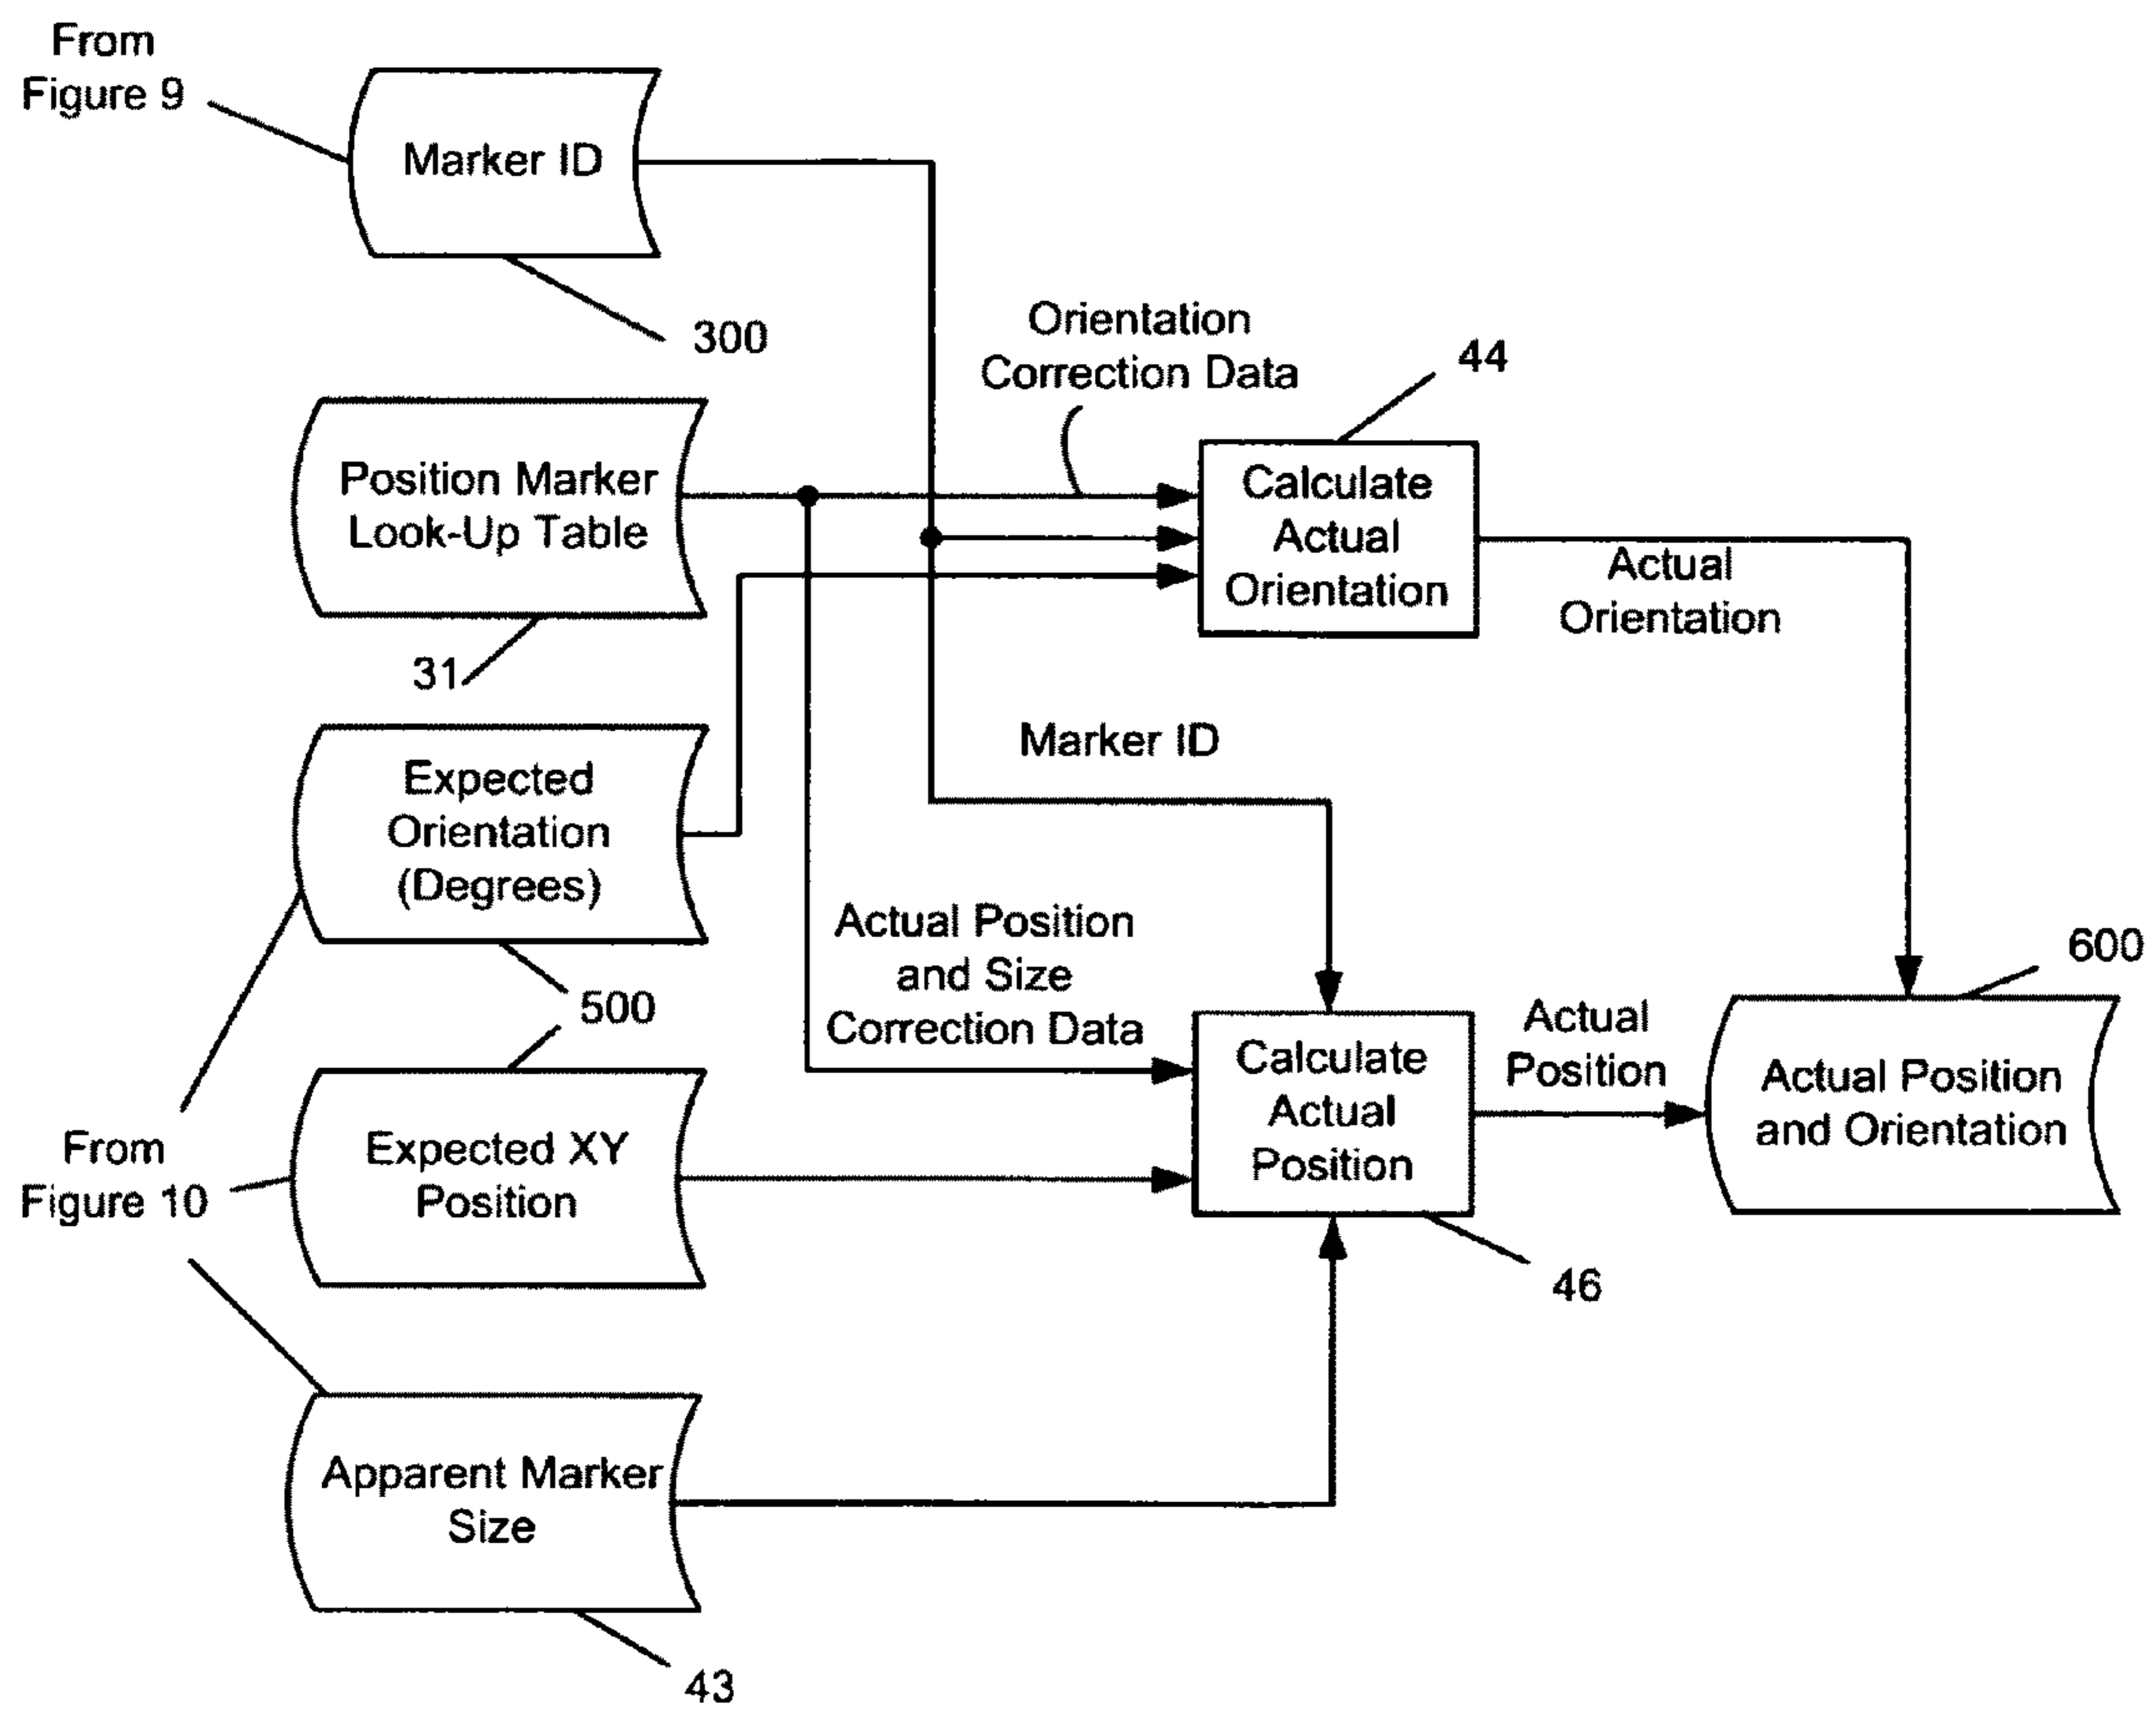 From
Figure 9
Marker ID
300
Orientation
Correction Data
44
Position Marker
Look-Up Table
31
Calculate
Actual
Orientation
Actual
Orientation
Marker ID
Expected
Orientation
(Degrees)
500
Actual Position
and Size
Correction Data
600
From
Figure 10
Expected XY
Position
Calculate
Actual
Position
Actual
Position
Actual Position
and Orientation
46
Apparent Marker
Size
43